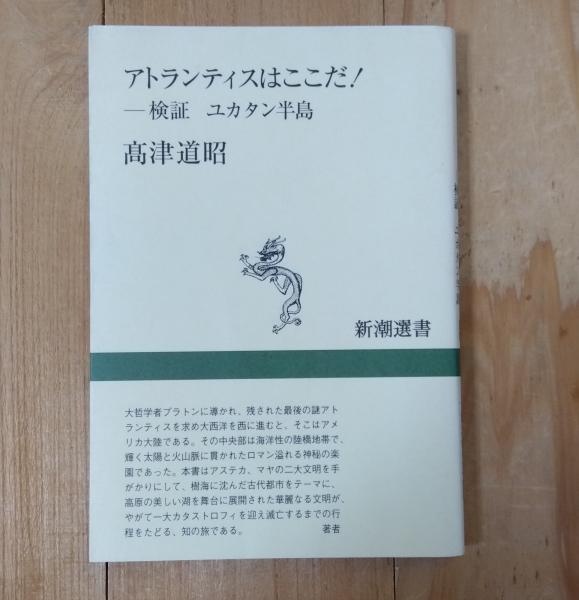 アトランティスはここだ!
―検証 ユカタン半島
髙津道昭
新潮選書
大哲学者プラトンに導かれ、残された最後の謎アト
ランティスを求め大西洋を西に進むと、そこはアメ
リカ大陸である。その中央部は海洋性の陸橋地帯で、
輝く太陽と火山脈に貫かれたロマン溢れる神秘の楽
園であった。本書はアステカ、マヤの二大文明を手
がかりにして、樹海に沈んだ古代都市をテーマに、
高原の美しい湖を舞台に展開された華麗なる文明が、
やがて一大カタストロフィを迎え滅亡するまでの行
程をたどる、知の旅である。 著者